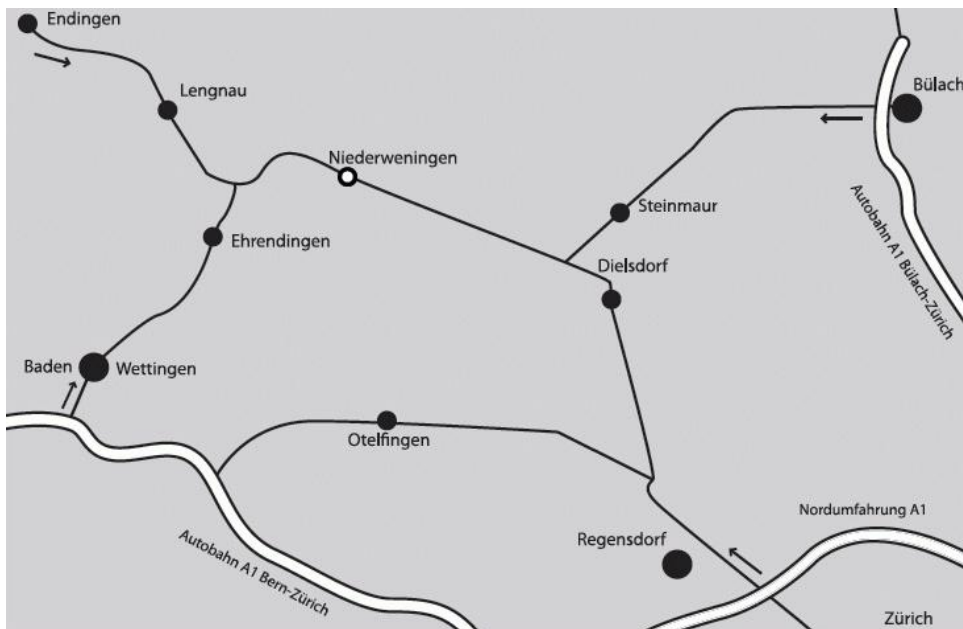 Endingen
Lengnau
Bülach
Niederweningen
Steinmaur
Ehrendingen
Dielsdorf
Autobahn A1 Bülach-Zürich
Baden
Wettingen
Otelfingen
Nordumfahrung A1
Regensdorf
Autobahn A1 Bern-Zürich
Zürich